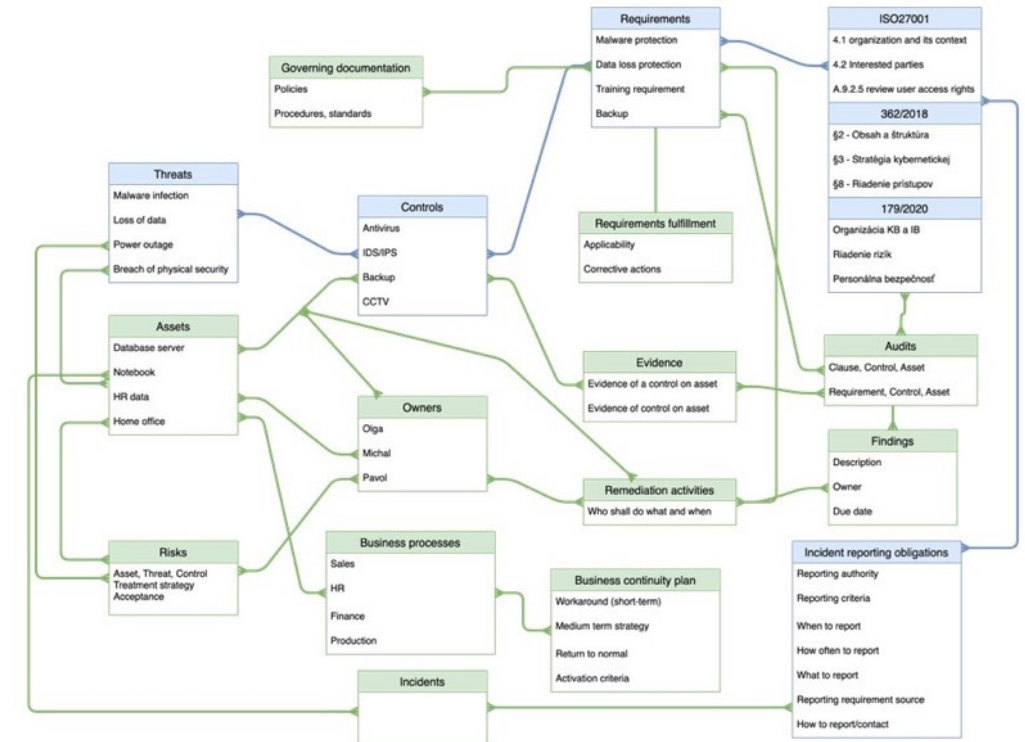 Requirements
Malware protection
Data loss protection
Training requirement
Backup
ISO27001
4.1 organization and its context
4.2 Interested parties
A.9.2.5 review user access rights
362/2018
§2 - Obsah a štruktúra
§3 - Stratégia kybernetickej
§8 - Riadenie prístupov
179/2020
Organizácia KB a IB
Riadenie rizík
Personálna bezpečnosť
Governing documentation
Policies
Procedures, standards
Threats
Malware infection
Loss of data
Power outage
Breach of physical security
Controls
Antivirus
IDS/IPS
Backup
CCTV
Requirements fulfillment
Applicability
Corrective actions
Assets
Database server
Notebook
HR data
Home office
Evidence
Evidence of a control on asset
Evidence of control on asset
Audits
Clause, Control, Asset
Requirement, Control, Asset
Owners
Olga
Michal
Pavol
Findings
Description
Owner
Due date
Remediation activities
Who shall do what and when
Risks
Asset, Threat, Control
Treatment strategy
Acceptance
Business processes
Sales
HR
Finance
Production
Business continuity plan
Workaround (short-term)
Medium term strategy
Return to normal
Activation criteria
Incident reporting obligations
Reporting authority
Reporting criteria
When to report
How often to report
What to report
Reporting requirement source
How to report/contact
Incidents